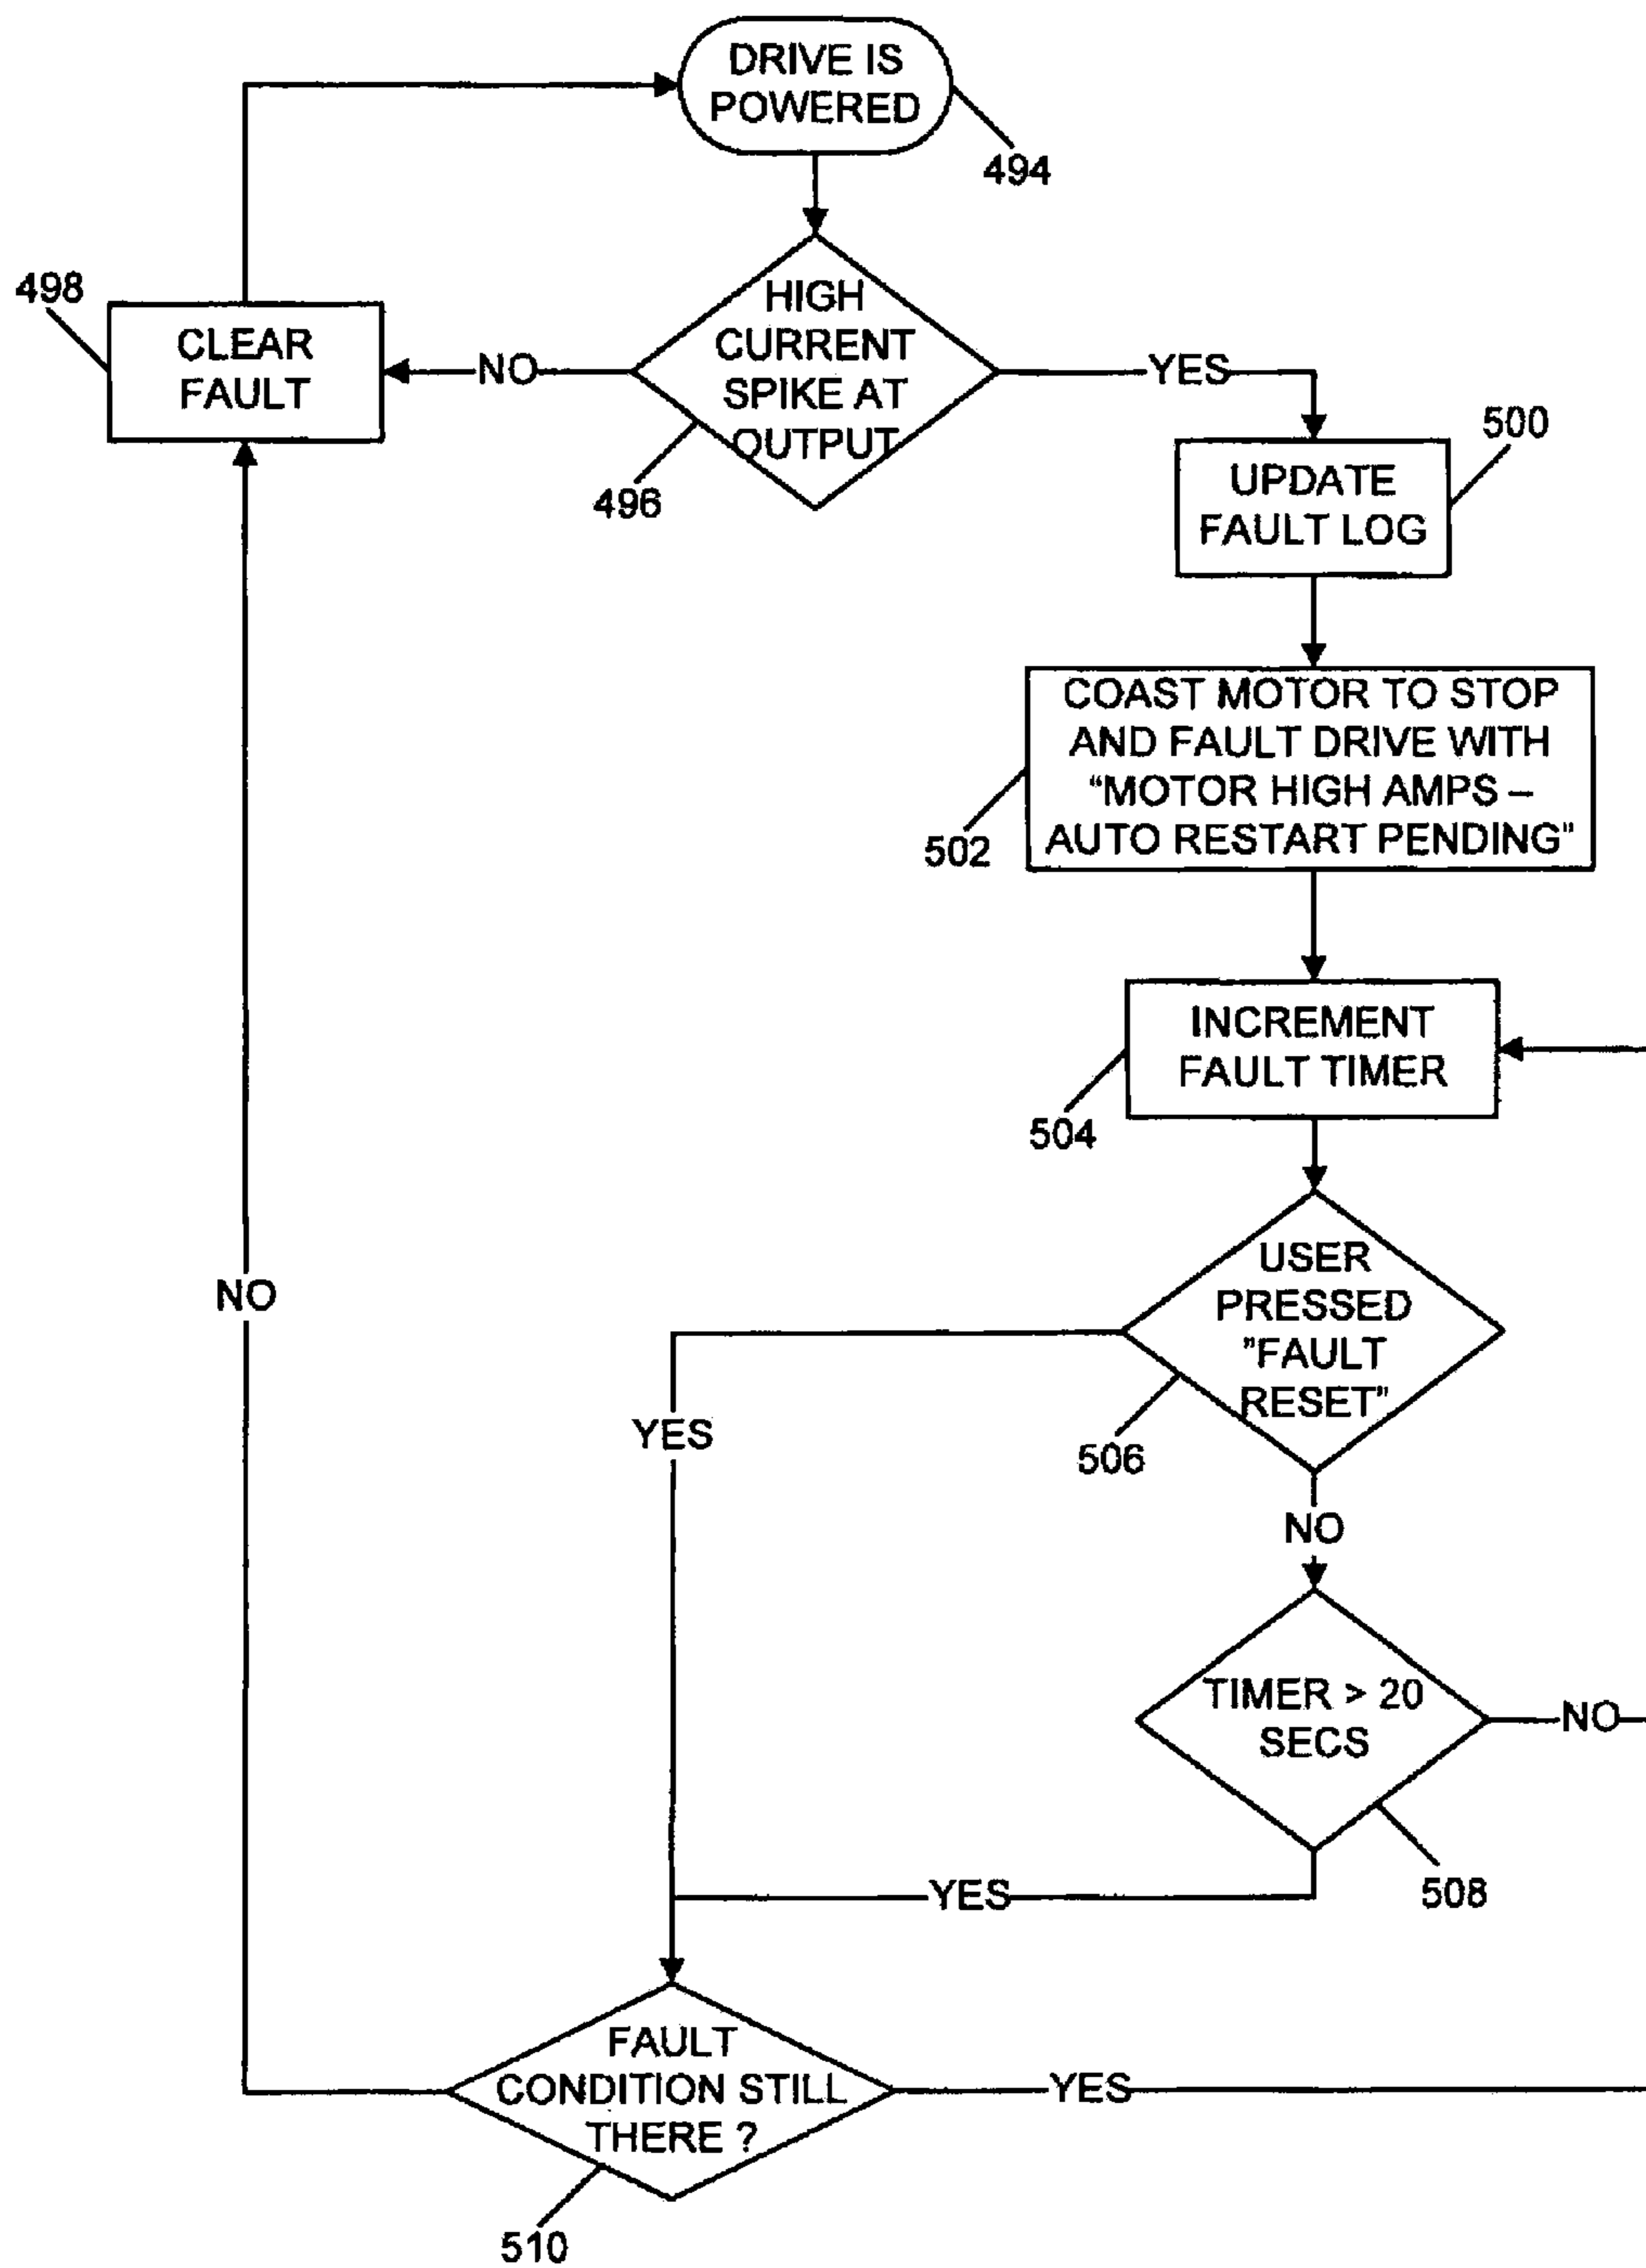 DRIVE IS
POWERED
494
498
CLEAR
FAULT
NO
HIGH
CURRENT
SPIKE AT
OUTPUT
496
YES
500
UPDATE
FAULT LOG
COAST MOTOR TO STOP
AND FAULT DRIVE WITH
“MOTOR HIGH AMPS –
AUTO RESTART PENDING”
502
INCREMENT
FAULT TIMER
504
USER
PRESSED
”FAULT
RESET”
506
NO
YES
NO
TIMER > 20
SECS
NO
508
YES
FAULT
CONDITION STILL
THERE ?
YES
510